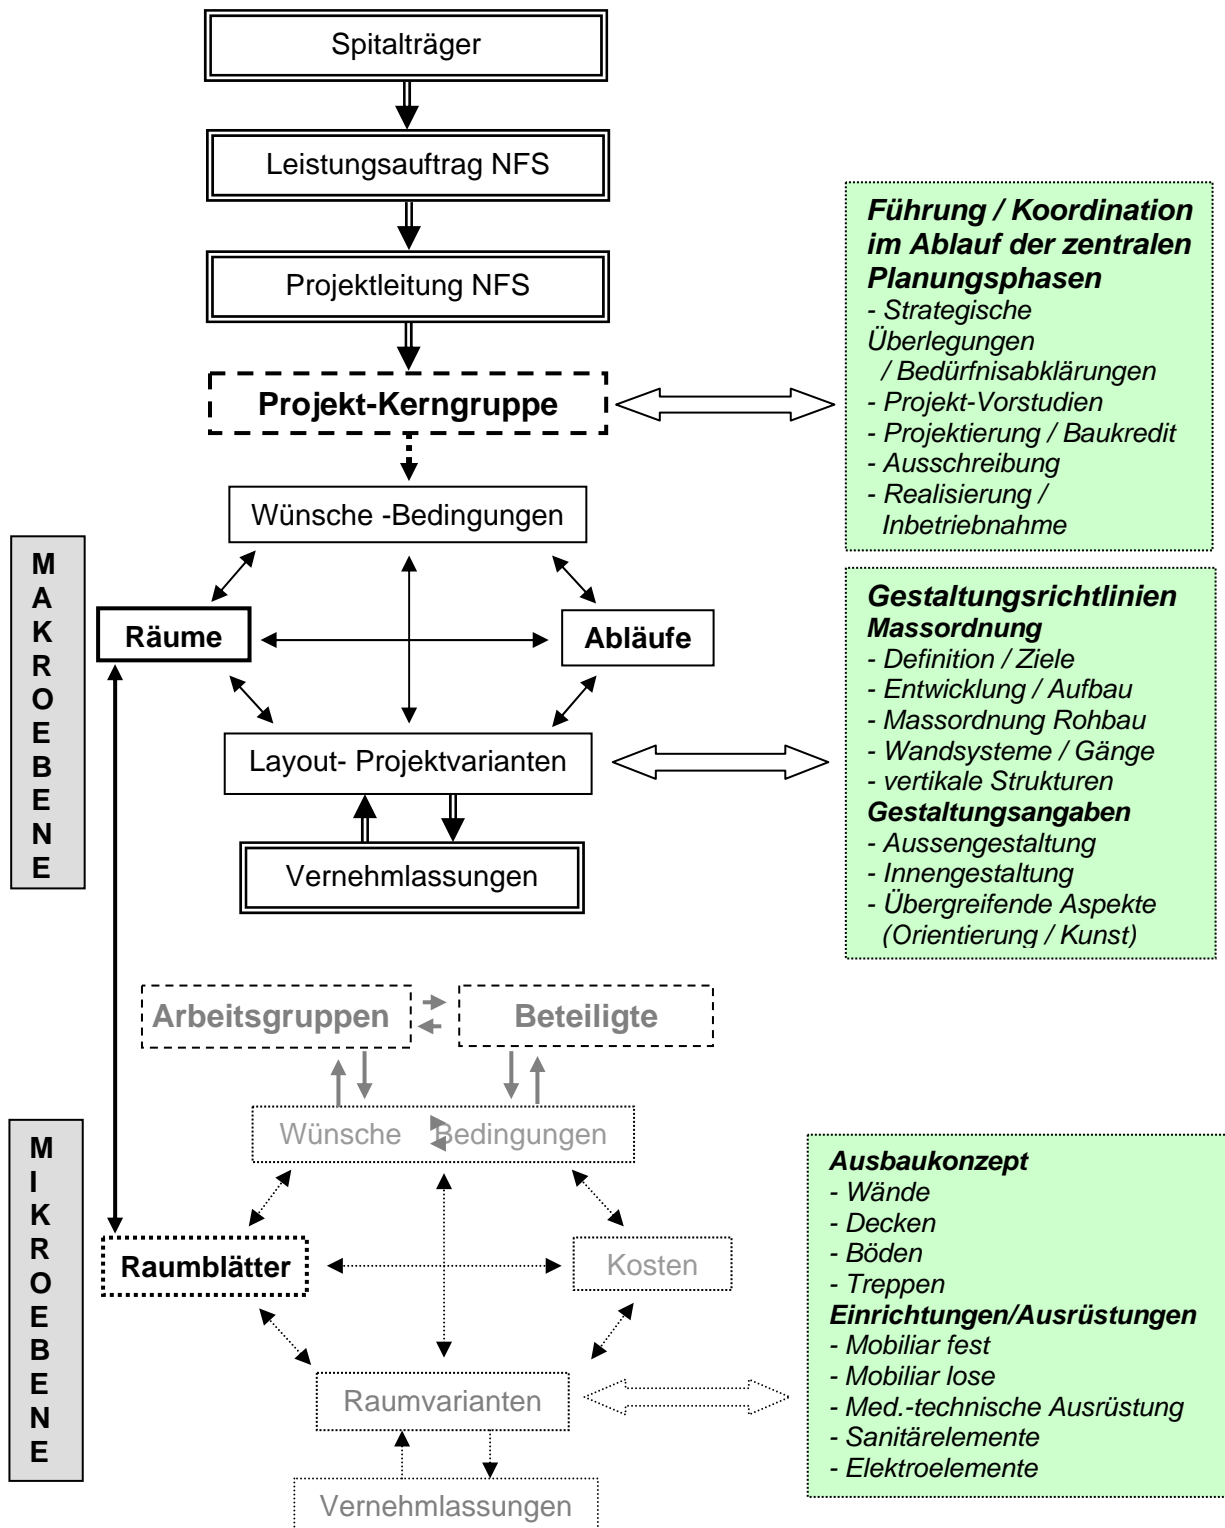 Spitalträger
Leistungsauftrag NFS
Projektleitung NFS
Projekt-Kerngruppe
Führung / Koordination
im Ablauf der zentralen
Planungsphasen
- Strategische
Überlegungen
/ Bedürfnisabklärungen
- Projekt-Vorstudien
- Projektierung / Baukredit
- Ausschreibung
- Realisierung /
Inbetriebnahme
MAKROEBENE
Wünsche -Bedingungen
Räume
Abläufe
Layout- Projektvarianten
Vernehmlassungen
Gestaltungsrichtlinien
Massordnung
- Definition / Ziele
- Entwicklung / Aufbau
- Massordnung Rohbau
- Wandsysteme / Gänge
- vertikale Strukturen
Gestaltungsangaben
- Aussengestaltung
- Innengestaltung
- Übergreifende Aspekte
(Orientierung / Kunst)
Arbeitsgruppen
Beteiligte
MIKROEBENE
Wünsche Bedingungen
Raumblätter
Kosten
Raumvarianten
Vernehmlassungen
Ausbaukonzept
- Wände
- Decken
- Böden
- Treppen
Einrichtungen/Ausrüstungen
- Mobiliar fest
- Mobiliar lose
- Med.-technische Ausrüstung
- Sanitärelemente
- Elektroelemente